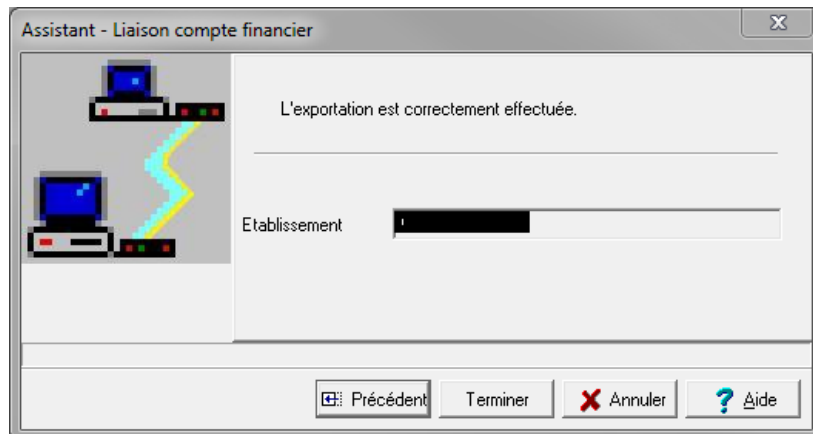 Assistant - Liaison compte financier
L'exportation est correctement effectuée.
Etablissement
Précédent
Terminer
Annuler
Aide